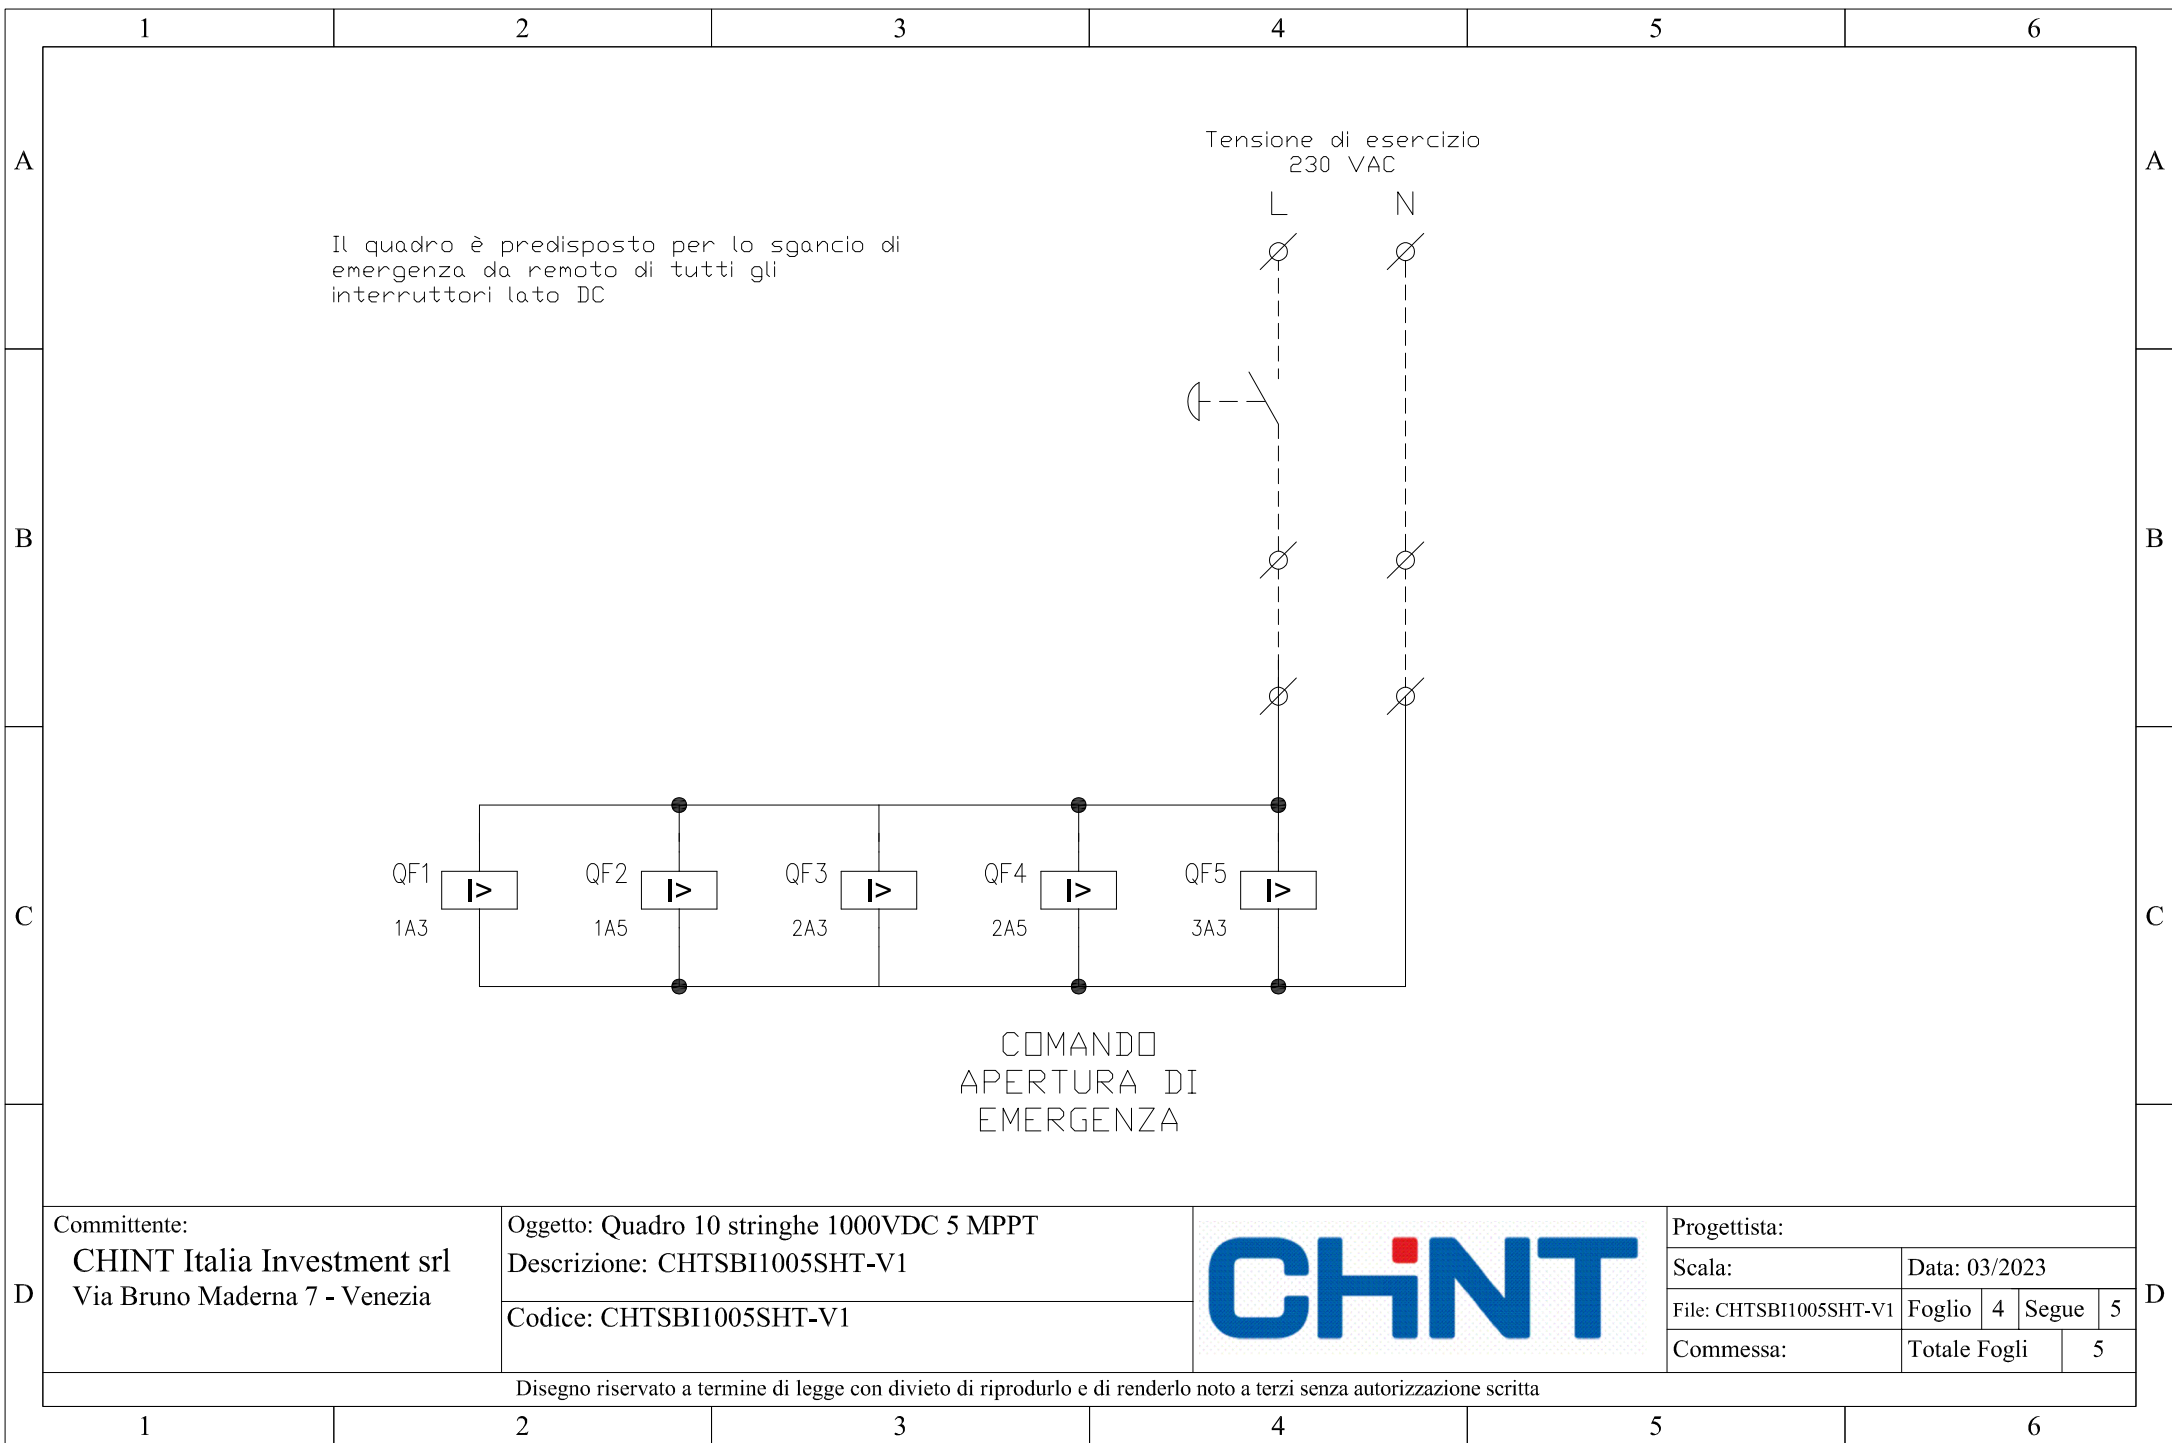 1 2 3 4 5 6
Tensione di esercizio
230 VAC
A A
L N
Il quadro è predisposto per lo sgancio di
emergenza da remoto di tutti gli
interruttori lato DC
B B
QF1 QF2 QF3 QF4 QF5
I> I> I> I> I>
C C
1A3 1A5 2A3 2A5 3A3
COMANDO
APERTURA DI
EMERGENZA
D D
Committente:
CHINT Italia Investment srl
Via Bruno Maderna 7 - Venezia
Oggetto: Quadro 10 stringhe 1000VDC 5 MPPT
Descrizione: CHTSBI1005SHT-V1
Codice: CHTSBI1005SHT-V1
CHiNT
Progettista:
Scala: Data: 03/2023
File: CHTSBI1005SHT-V1 Foglio 4 Segue 5
Commessa: Totale Fogli 5
Disegno riservato a termine di legge con divieto di riprodurlo e di renderlo noto a terzi senza autorizzazione scritta
1 2 3 4 5 6